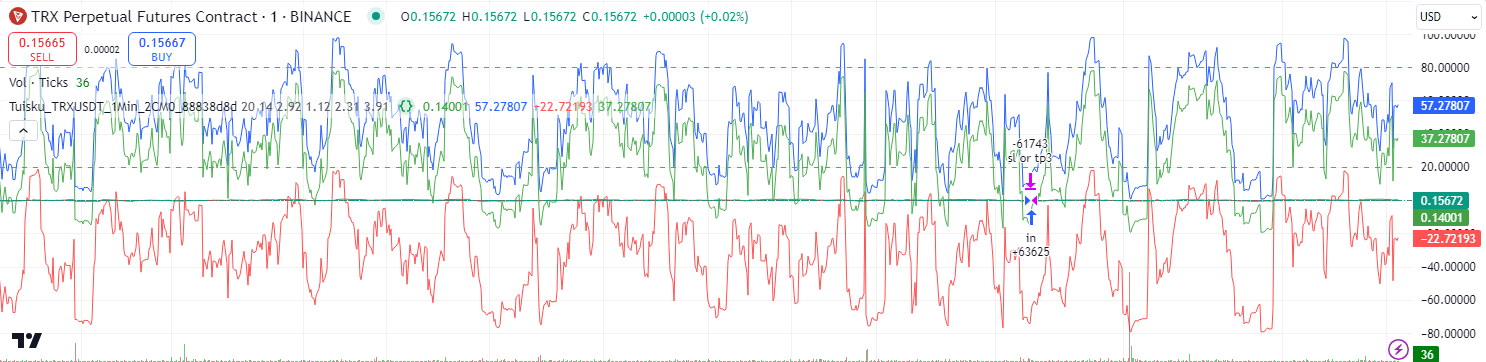 TRX Perpetual Futures Contract · 1 · BINANCE
O0.15672 H0.15672 L0.15672 C0.15672 +0.00003 (+0.02%)
USD
0.15665
SELL
0.00002
0.15667
BUY
Vol · Ticks 36
Tuisku_TRXUSDT_1Min_2CM0_88838d8d 20 14 2.92 1.12 2.31 3.91 0.14001 57.27807 −22.72193 37.27807
100.00000
80.00000
57.27807
37.27807
20.00000
0.15672
0.14001
−22.72193
−40.00000
−60.00000
−80.00000
36
-61743
sl or tp3
in
+63625